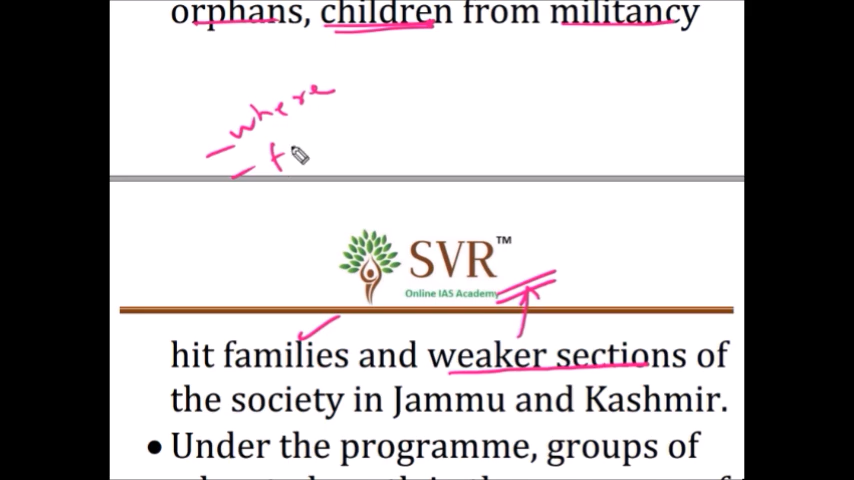 orphans, children from militancy
- where
- f
SVR™
Online IAS Academy
hit families and weaker sections of
the society in Jammu and Kashmir.
• Under the programme, groups of